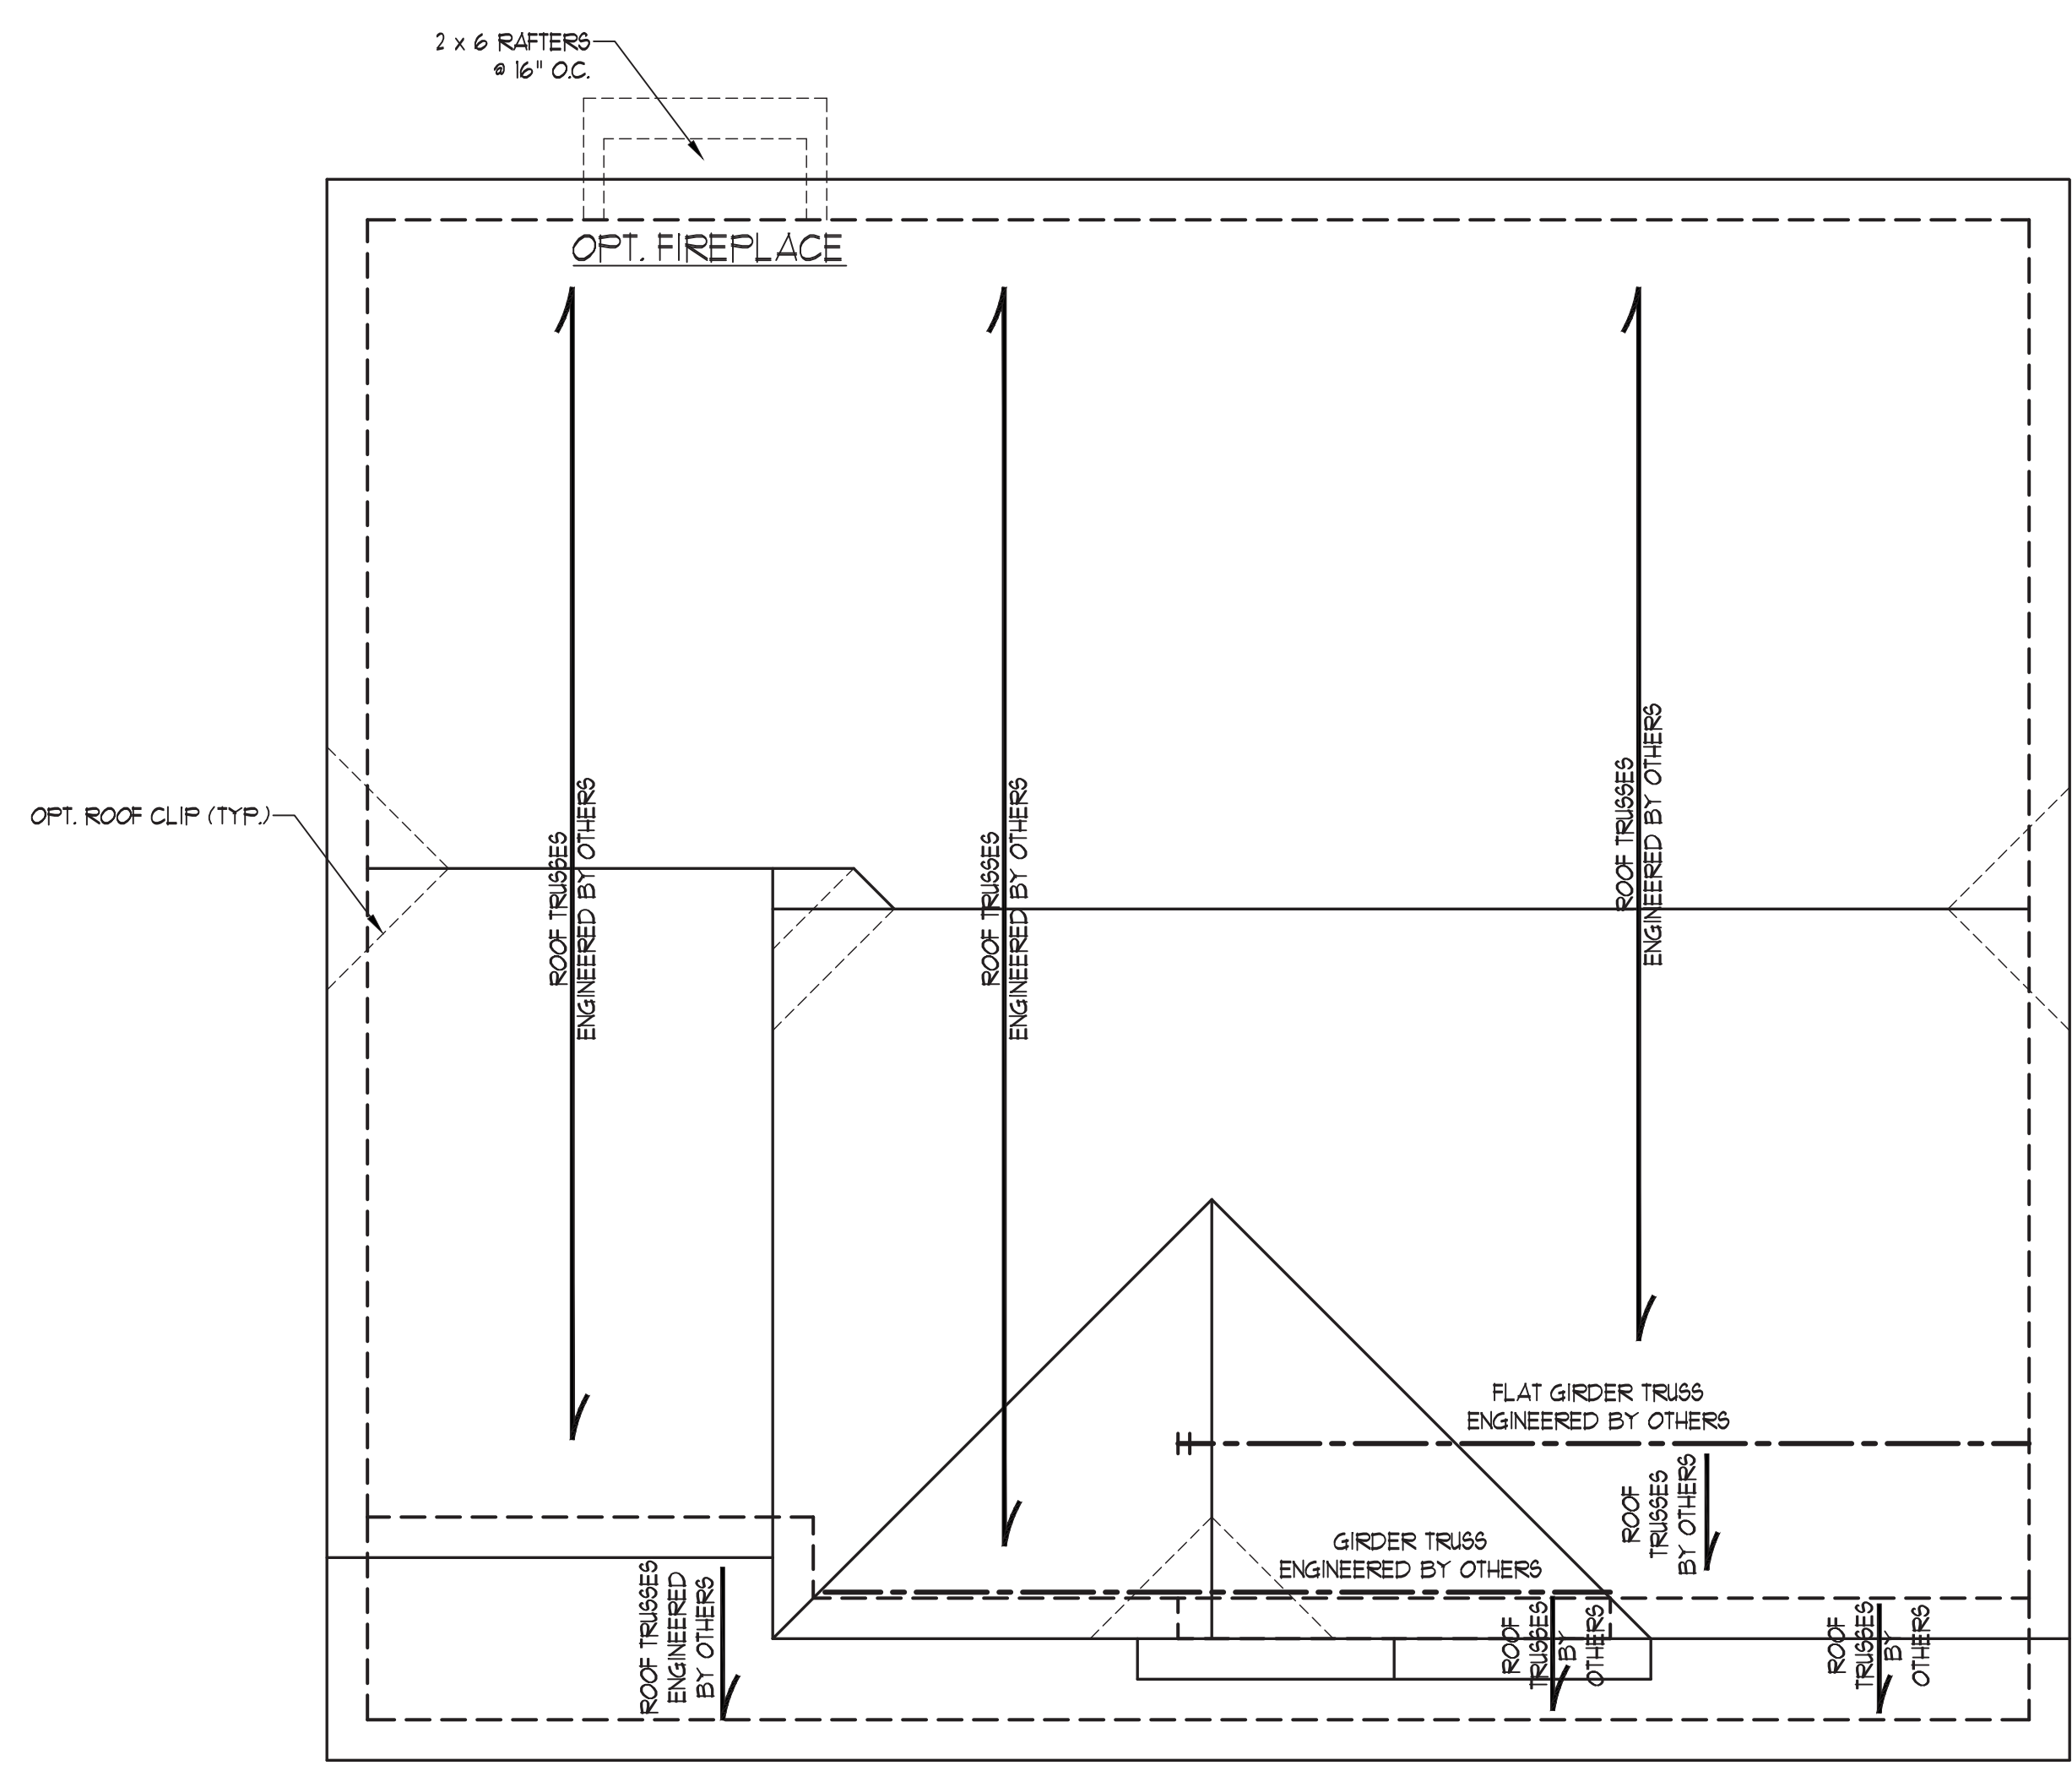 2 x 6 RAFTERS
@ 16" O.C.
OPT. FIREPLACE
OPT. ROOF CLIP (TYP.)
ROOF TRUSSES
ENGINEERED BY OTHERS
ROOF TRUSSES
ENGINEERED BY OTHERS
ROOF TRUSSES
ENGINEERED BY OTHERS
FLAT GIRDER TRUSS
ENGINEERED BY OTHERS
ROOF
TRUSSES
BY OTHERS
GIRDER TRUSS
ENGINEERED BY OTHERS
ROOF TRUSSES
ENGINEERED
BY OTHERS
ROOF
TRUSSES
BY
OTHERS
ROOF
TRUSSES
BY
OTHERS